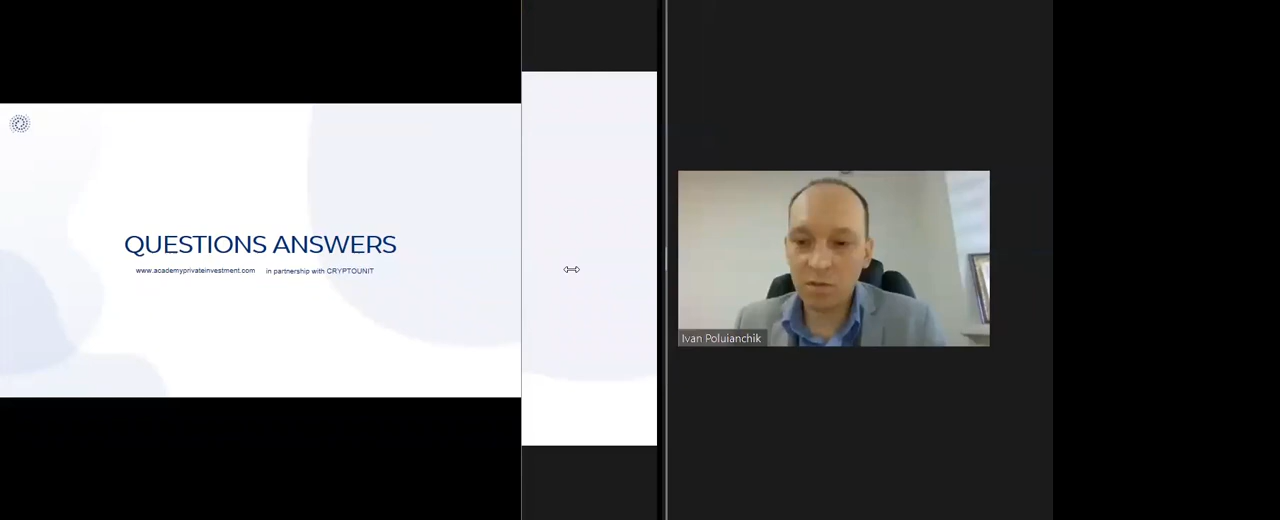 QUESTIONS ANSWERS
www.academyprivateinvestment.com in partnership with CRYPTOUNIT
Ivan Poluianchik